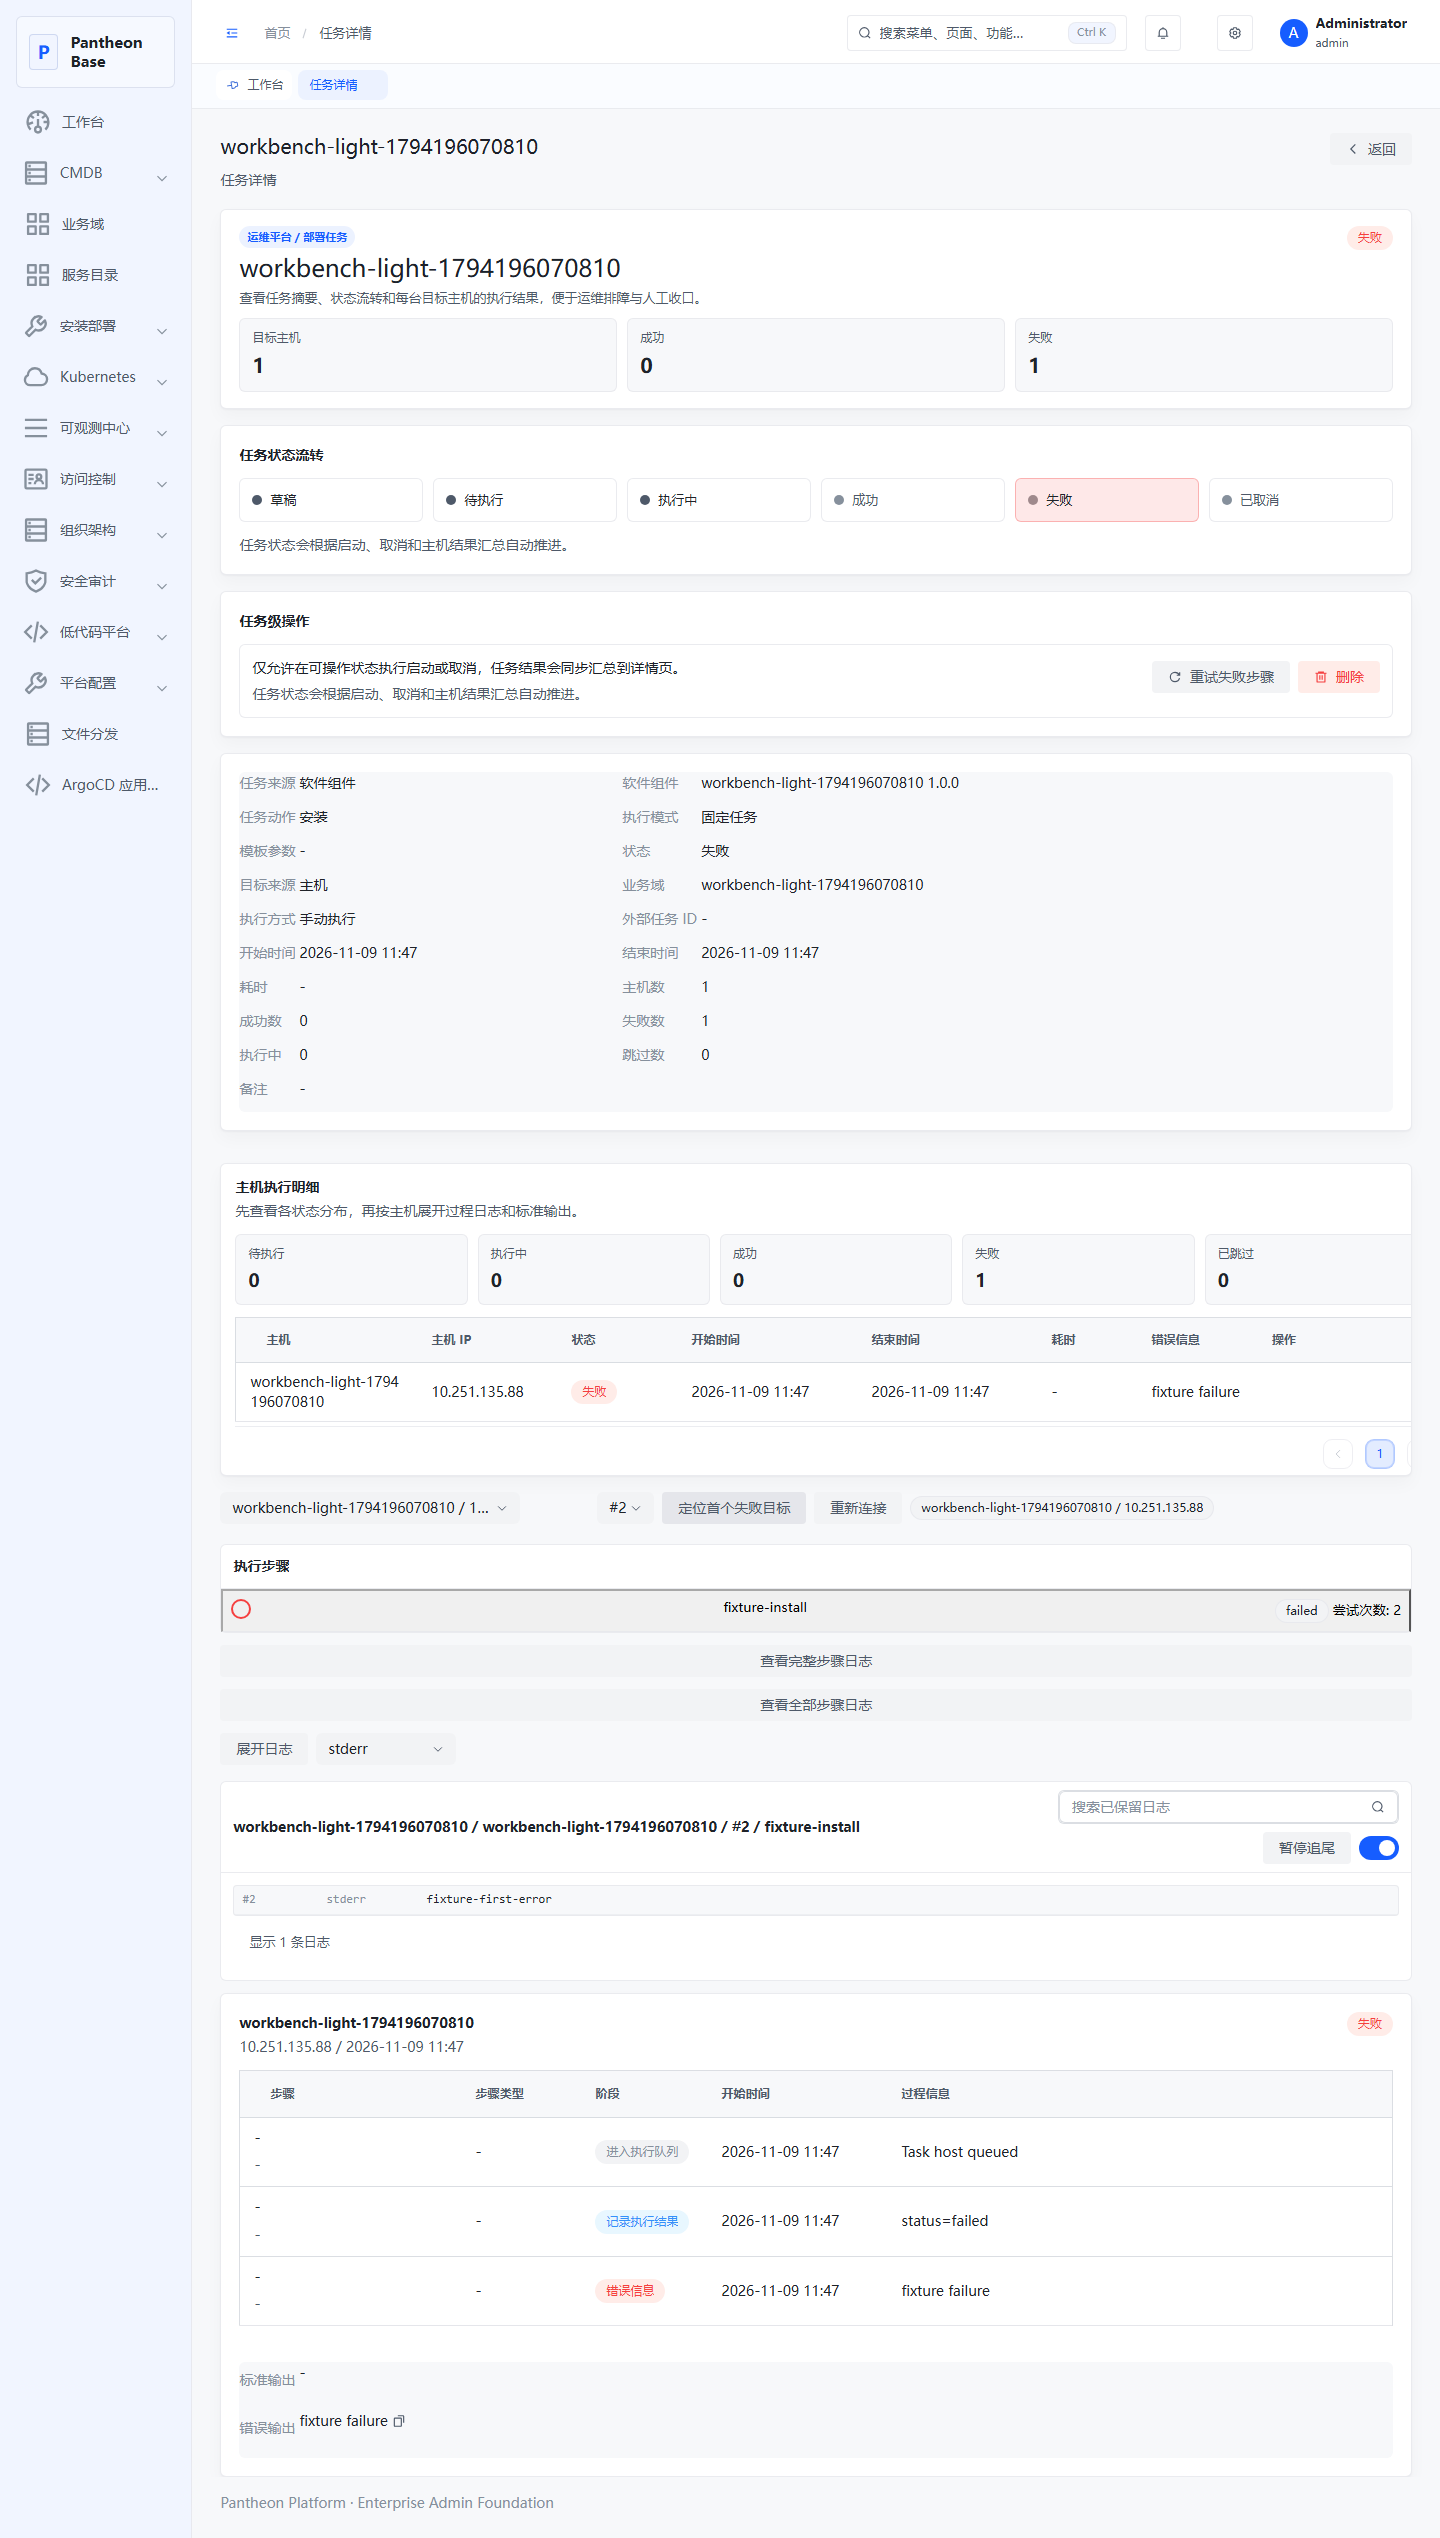 P
Pantheon
Base
工作台
CMDB
业务域
服务目录
安装部署
Kubernetes
可观测中心
访问控制
组织架构
安全审计
低代码平台
平台配置
文件分发
ArgoCD 应用...
首页 / 任务详情
搜索菜单、页面、功能...
Ctrl K
A
Administrator
admin
工作台
任务详情
workbench-light-1794196070810
返回
任务详情
运维平台 / 部署任务
失败
workbench-light-1794196070810
查看任务摘要、状态流转和每台目标主机的执行结果，便于运维排障与人工收口。
目标主机
1
成功
0
失败
1
任务状态流转
草稿
待执行
执行中
成功
失败
已取消
任务状态会根据启动、取消和主机结果汇总自动推进。
任务级操作
仅允许在可操作状态执行启动或取消，任务结果会同步汇总到详情页。
任务状态会根据启动、取消和主机结果汇总自动推进。
重试失败步骤
删除
任务来源 软件组件
软件组件 workbench-light-1794196070810 1.0.0
任务动作 安装
执行模式 固定任务
模板参数 -
状态 失败
目标来源 主机
业务域 workbench-light-1794196070810
执行方式 手动执行
外部任务 ID -
开始时间 2026-11-09 11:47
结束时间 2026-11-09 11:47
耗时 -
主机数 1
成功数 0
失败数 1
执行中 0
跳过数 0
备注 -
主机执行明细
先查看各状态分布，再按主机展开过程日志和标准输出。
待执行
0
执行中
0
成功
0
失败
1
已跳过
0
主机 主机 IP 状态 开始时间 结束时间 耗时 错误信息 操作
workbench-light-1794
196070810
10.251.135.88 失败 2026-11-09 11:47 2026-11-09 11:47 - fixture failure
1
workbench-light-1794196070810 / 1...
#2
定位首个失败目标
重新连接
workbench-light-1794196070810 / 10.251.135.88
执行步骤
fixture-install
failed 尝试次数: 2
查看完整步骤日志
查看全部步骤日志
展开日志
stderr
搜索已保留日志
workbench-light-1794196070810 / workbench-light-1794196070810 / #2 / fixture-install
暂停追尾
#2 stderr fixture-first-error
显示 1 条日志
workbench-light-1794196070810
失败
10.251.135.88 / 2026-11-09 11:47
步骤 步骤类型 阶段 开始时间 过程信息
-
-
- 进入执行队列 2026-11-09 11:47 Task host queued
-
-
- 记录执行结果 2026-11-09 11:47 status=failed
-
-
- 错误信息 2026-11-09 11:47 fixture failure
标准输出 -
错误输出 fixture failure
Pantheon Platform · Enterprise Admin Foundation